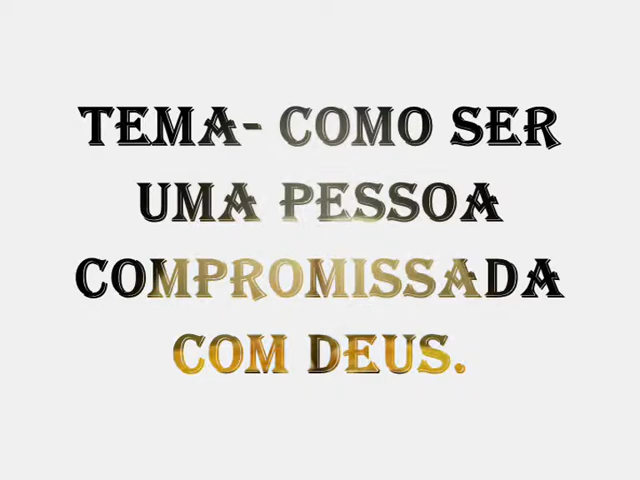 TEMA- COMO SER
UMA PESSOA
COMPROMISSADA
COM DEUS.